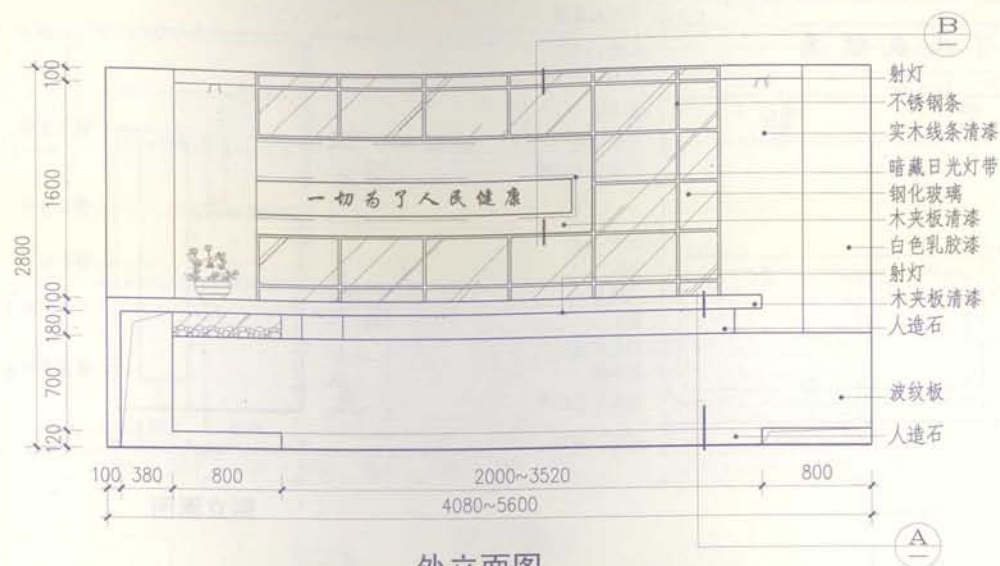 B
射灯
不锈钢条
实木线条清漆
暗藏日光灯带
钢化玻璃
木夹板清漆
白色乳胶漆
射灯
木夹板清漆
人造石
波纹板
人造石
一切为了人民健康
100
1600
100
180
700
120
2800
100 380 800 2000~3520 800
4080~5600
A
外立面图